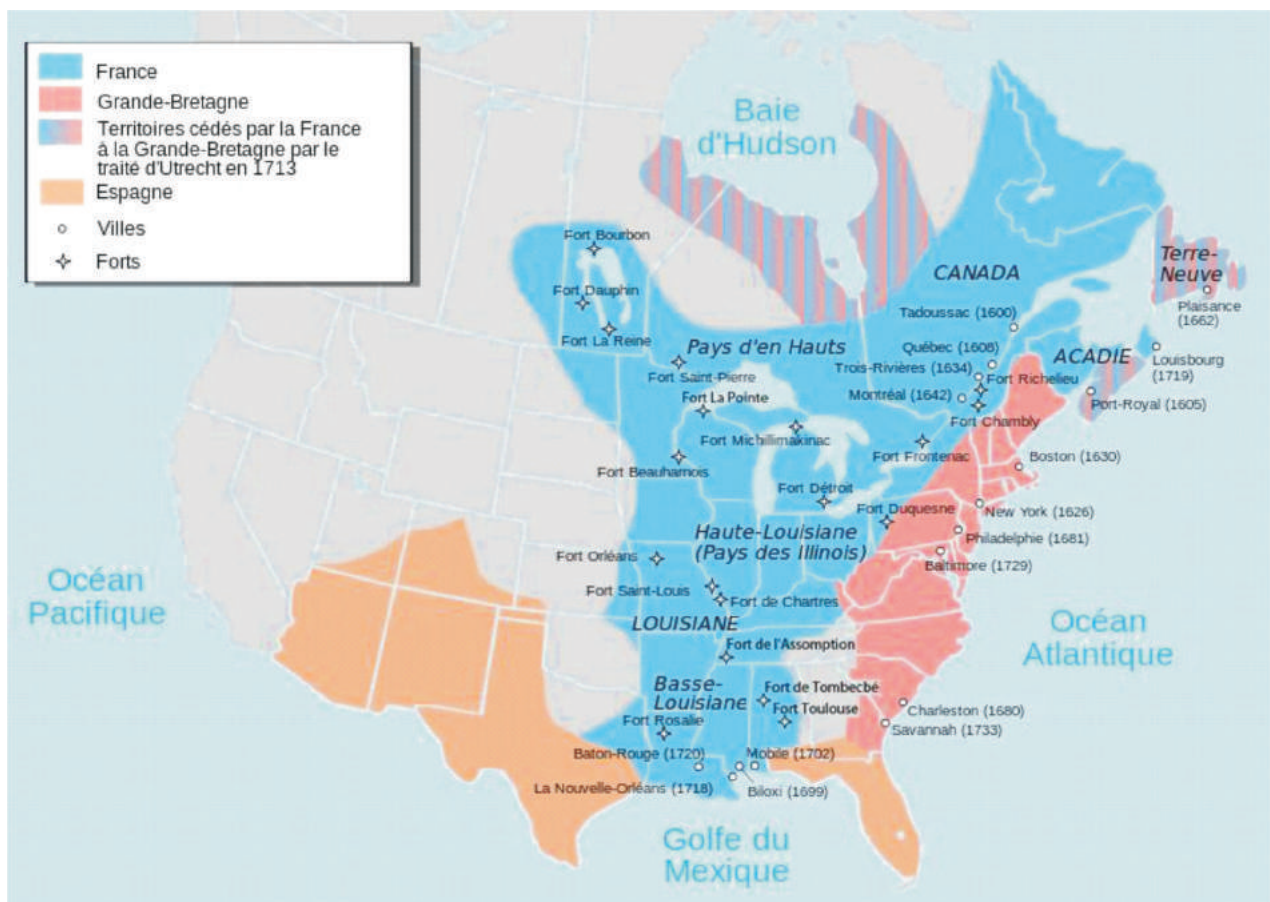 France
Grande-Bretagne
Territoires cédés par la France
à la Grande-Bretagne par le
traité d'Utrecht en 1713
Espagne
Villes
Forts
Baie
d'Hudson
Fort Bourbon
Fort Dauphin
Fort La Reine
CANADA
Terre-
Neuve
Plaisance
(1662)
Tadoussac (1600)
Pays d'en Hauts
Québec (1608)
ACADIE
Louisbourg
(1719)
Trois-Rivières (1634)
Fort Saint-Pierre
Fort Richelieu
Fort La Pointe
Montréal (1642)
Port-Royal (1605)
Fort Chambly
Fort Michillimakinac
Fort Frontenac
Boston (1630)
Fort Beauharnois
Fort Détroit
Fort Duquesne
New York (1626)
Haute-Louisiane
(Pays des Illinois)
Philadelphie (1681)
Fort Orléans
Baltimore (1729)
Océan
Pacifique
Fort Saint-Louis
Fort de Chartres
LOUISIANE
Océan
Atlantique
Fort de l'Assomption
Basse-
Louisiane
Fort de Tombecbé
Fort Toulouse
Fort Rosalie
Charleston (1680)
Savannah (1733)
Baton-Rouge (1720)
Mobile (1702)
La Nouvelle-Orléans (1718)
Biloxi (1699)
Golfe du
Mexique